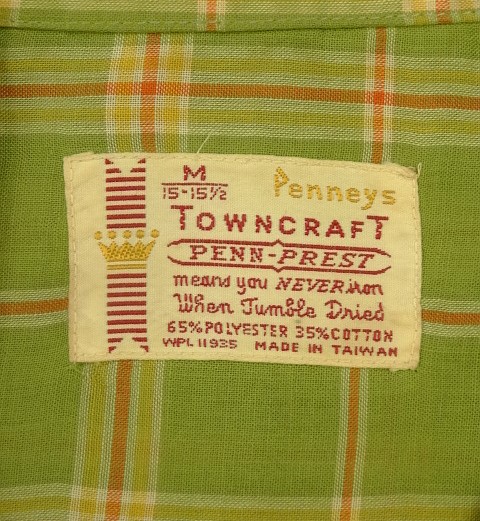 M Penneys
15-15½
TOWNCRAFT
PENN-PREST
means you NEVER iron
When Tumble Dried
65% POLYESTER 35% COTTON
WPL 11935 MADE IN TAIWAN